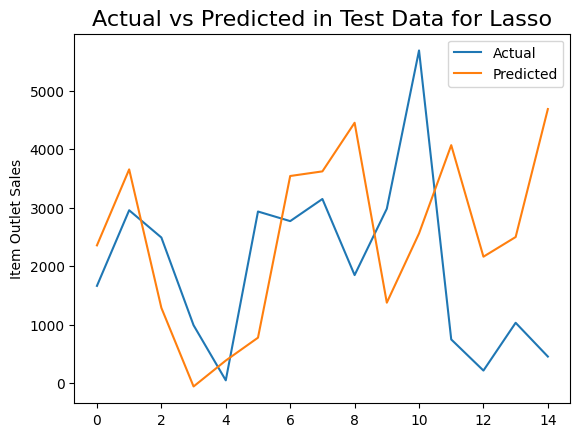 Actual vs Predicted in Test Data for Lasso
Actual
Predicted
Item Outlet Sales
5000
4000
3000
2000
1000
0
0 2 4 6 8 10 12 14